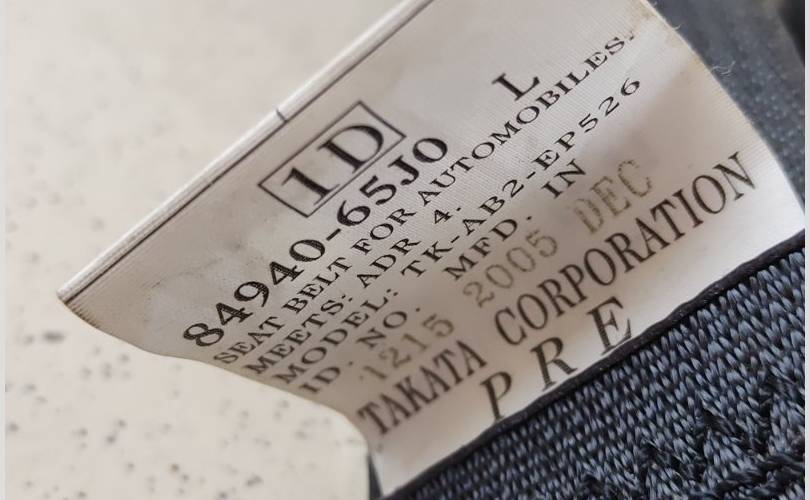 1D L
84940-65J0
SEAT BELT FOR AUTOMOBILES.
MEETS: ADR 4.
MODEL: TK-AB2-EP526
ID. NO. MFD. IN
1215 2005 DEC
TAKATA CORPORATION
PRE